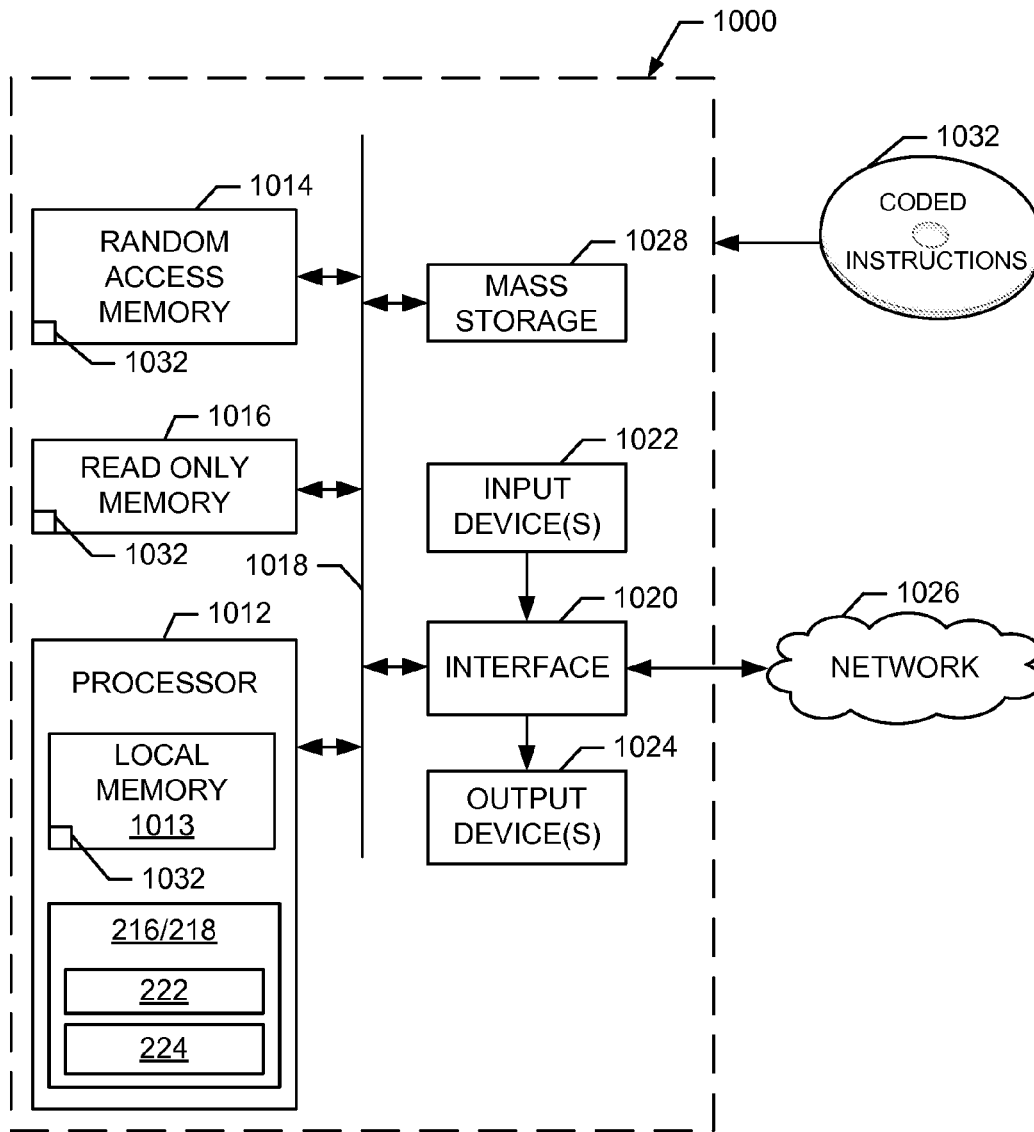 1000
1032
CODED
INSTRUCTIONS
1014
RANDOM
ACCESS
MEMORY
1032
1028
MASS
STORAGE
1016
READ ONLY
MEMORY
1032
1022
INPUT
DEVICE(S)
1018
1012
PROCESSOR
LOCAL
MEMORY
1013
1032
216/218
222
224
1020
INTERFACE
1026
NETWORK
1024
OUTPUT
DEVICE(S)